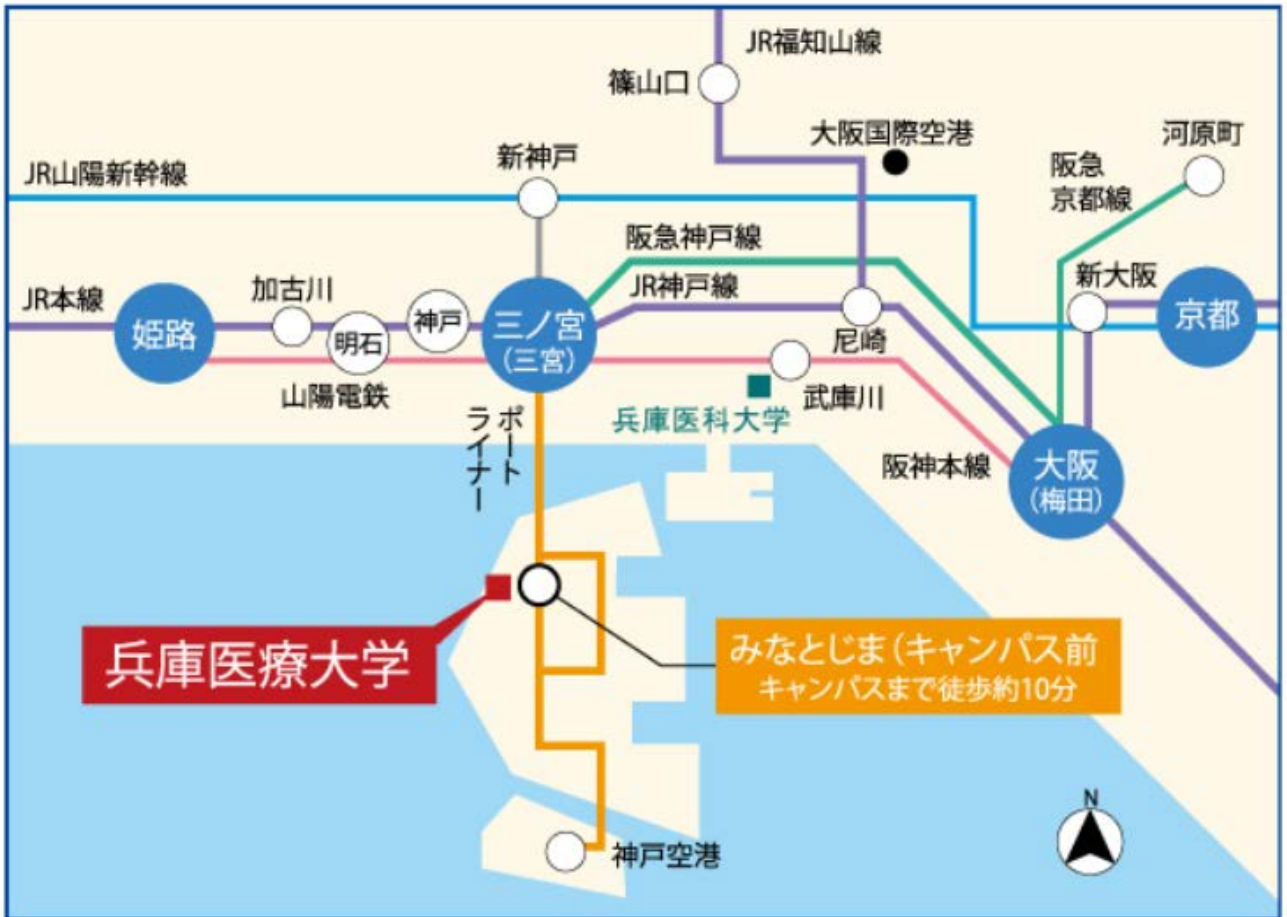 JR福知山線
篠山口
大阪国際空港
河原町
新神戸
阪急
京都線
JR山陽新幹線
阪急神戸線
新大阪
加古川
JR神戸線
JR本線
神戸
姫路
三ノ宮
(三宮)
京都
明石
尼崎
山陽電鉄
武庫川
ポート
ライナー
兵庫医科大学
阪神本線
大阪
(梅田)
兵庫医療大学
みなとじま(キャンパス前
キャンパスまで徒歩約10分
N
神戸空港